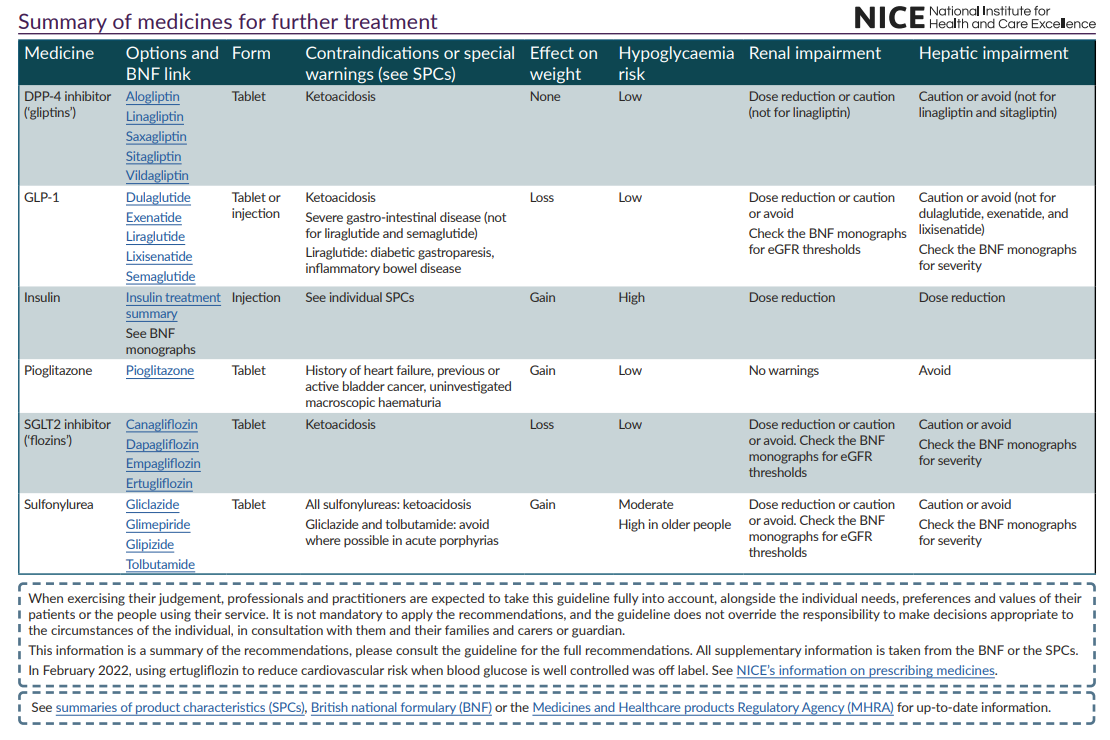 Summary of medicines for further treatment
NICE National Institute for
Health and Care Excellence
Medicine
Options and
BNF link
Form
Contraindications or special
warnings (see SPCs)
Effect on
weight
Hypoglycaemia
risk
Renal impairment
Hepatic impairment
DPP-4 inhibitor
(‘gliptins’)
Alogliptin
Linagliptin
Saxagliptin
Sitagliptin
Vildagliptin
Tablet
Ketoacidosis
None
Low
Dose reduction or caution
(not for linagliptin)
Caution or avoid (not for
linagliptin and sitagliptin)
GLP-1
Dulaglutide
Exenatide
Liraglutide
Lixisenatide
Semaglutide
Tablet or
injection
Ketoacidosis
Severe gastro-intestinal disease (not
for liraglutide and semaglutide)
Liraglutide: diabetic gastroparesis,
inflammatory bowel disease
Loss
Low
Dose reduction or caution
or avoid
Check the BNF monographs
for eGFR thresholds
Caution or avoid (not for
dulaglutide, exenatide, and
lixisenatide)
Check the BNF monographs
for severity
Insulin
Insulin treatment
summary
See BNF
monographs
Injection
See individual SPCs
Gain
High
Dose reduction
Dose reduction
Pioglitazone
Pioglitazone
Tablet
History of heart failure, previous or
active bladder cancer, uninvestigated
macroscopic haematuria
Gain
Low
No warnings
Avoid
SGLT2 inhibitor
(‘flozins’)
Canagliflozin
Dapagliflozin
Empagliflozin
Ertugliflozin
Tablet
Ketoacidosis
Loss
Low
Dose reduction or caution
or avoid. Check the BNF
monographs for eGFR
thresholds
Caution or avoid
Check the BNF monographs
for severity
Sulfonylurea
Gliclazide
Glimepiride
Glipizide
Tolbutamide
Tablet
All sulfonylureas: ketoacidosis
Gliclazide and tolbutamide: avoid
where possible in acute porphyrias
Gain
Moderate
High in older people
Dose reduction or caution
or avoid. Check the BNF
monographs for eGFR
thresholds
Caution or avoid
Check the BNF monographs
for severity
When exercising their judgement, professionals and practitioners are expected to take this guideline fully into account, alongside the individual needs, preferences and values of their
patients or the people using their service. It is not mandatory to apply the recommendations, and the guideline does not override the responsibility to make decisions appropriate to
the circumstances of the individual, in consultation with them and their families and carers or guardian.
This information is a summary of the recommendations, please consult the guideline for the full recommendations. All supplementary information is taken from the BNF or the SPCs.
In February 2022, using ertugliflozin to reduce cardiovascular risk when blood glucose is well controlled was off label. See NICE’s information on prescribing medicines.
See summaries of product characteristics (SPCs), British national formulary (BNF) or the Medicines and Healthcare products Regulatory Agency (MHRA) for up-to-date information.